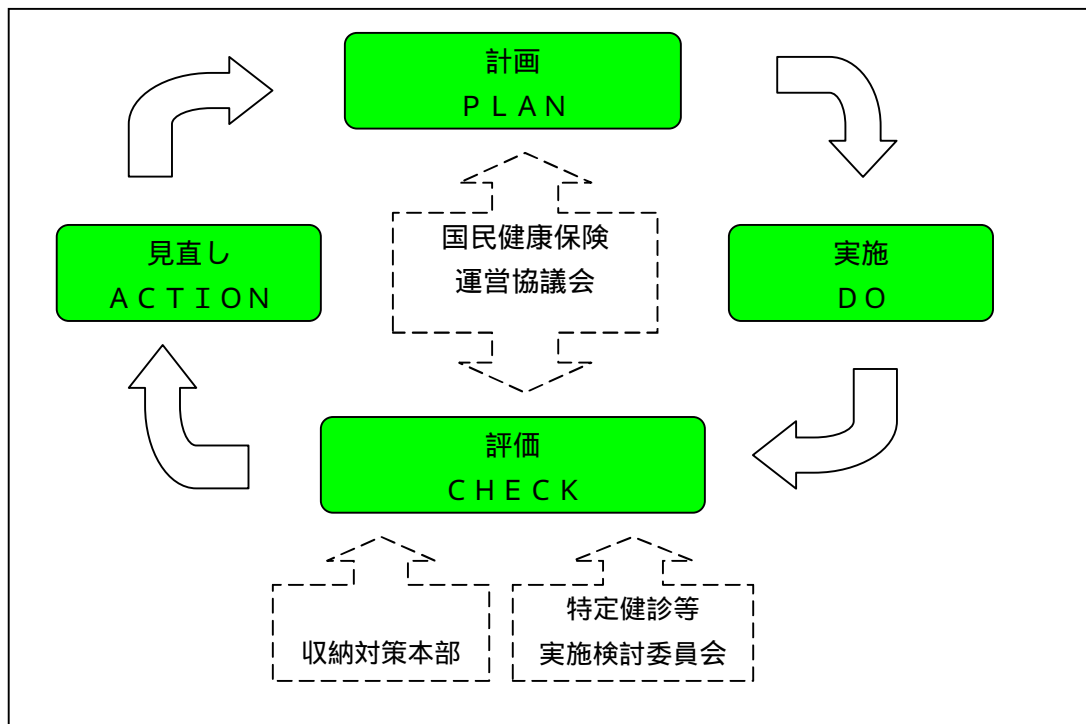 計画
ＰＬＡＮ
見直し
ＡＣＴＩＯＮ
国民健康保険
運営協議会
実施
ＤＯ
評価
ＣＨＥＣＫ
収納対策本部
特定健診等
実施検討委員会